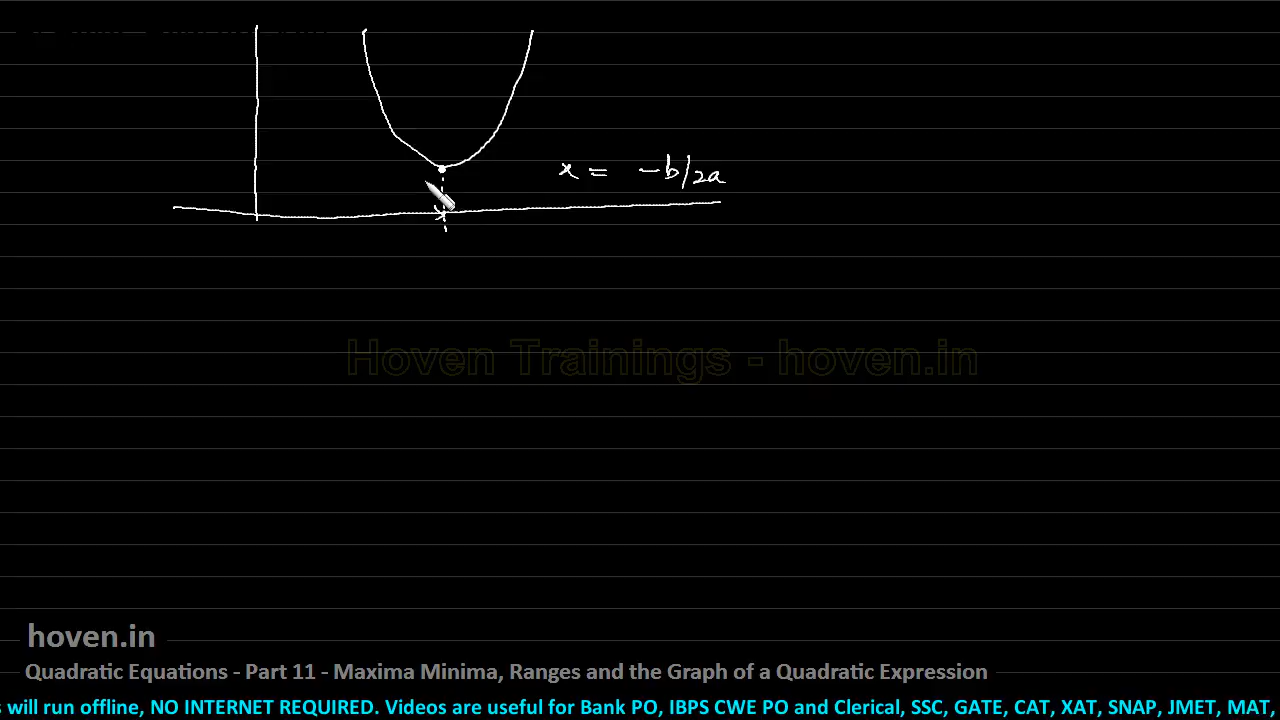 x = -b/2a
Hoven Trainings - hoven.in
hoven.in
Quadratic Equations - Part 11 - Maxima Minima, Ranges and the Graph of a Quadratic Expression
s will run offline, NO INTERNET REQUIRED. Videos are useful for Bank PO, IBPS CWE PO and Clerical, SSC, GATE, CAT, XAT, SNAP, JMET, MAT,